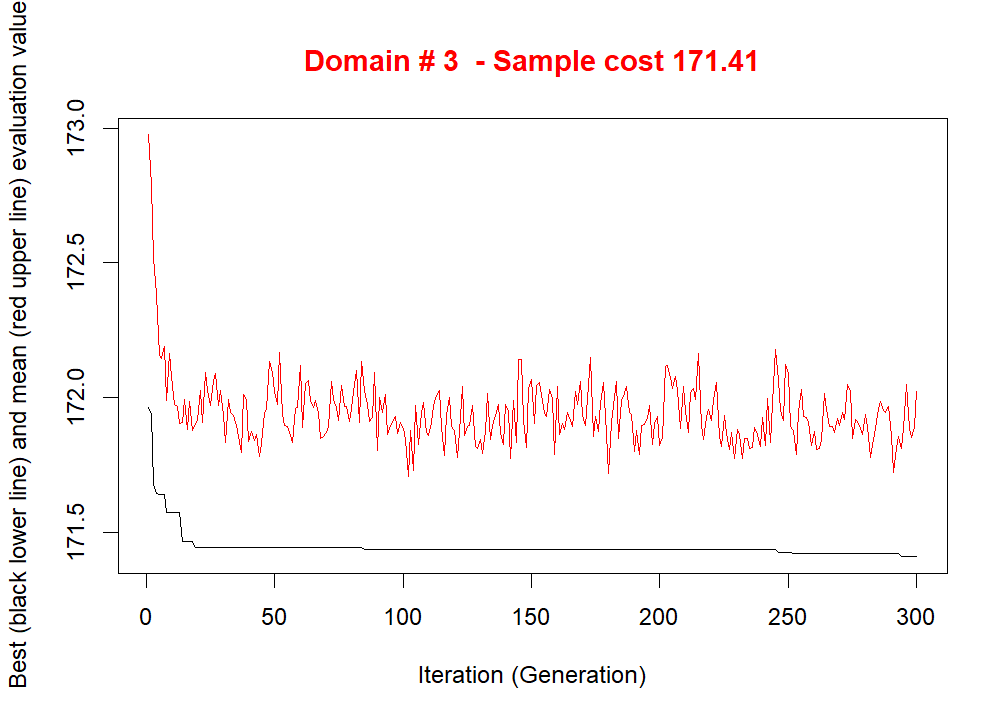 Domain # 3  - Sample cost 171.41
Best (black lower line) and mean (red upper line) evaluation value
173.0
172.5
172.0
171.5
0 50 100 150 200 250 300
Iteration (Generation)